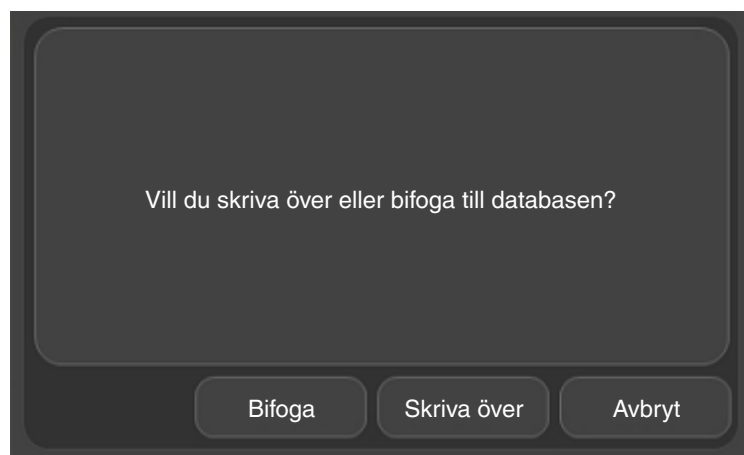 Vill du skriva över eller bifoga till databasen?
Bifoga
Skriva över
Avbryt